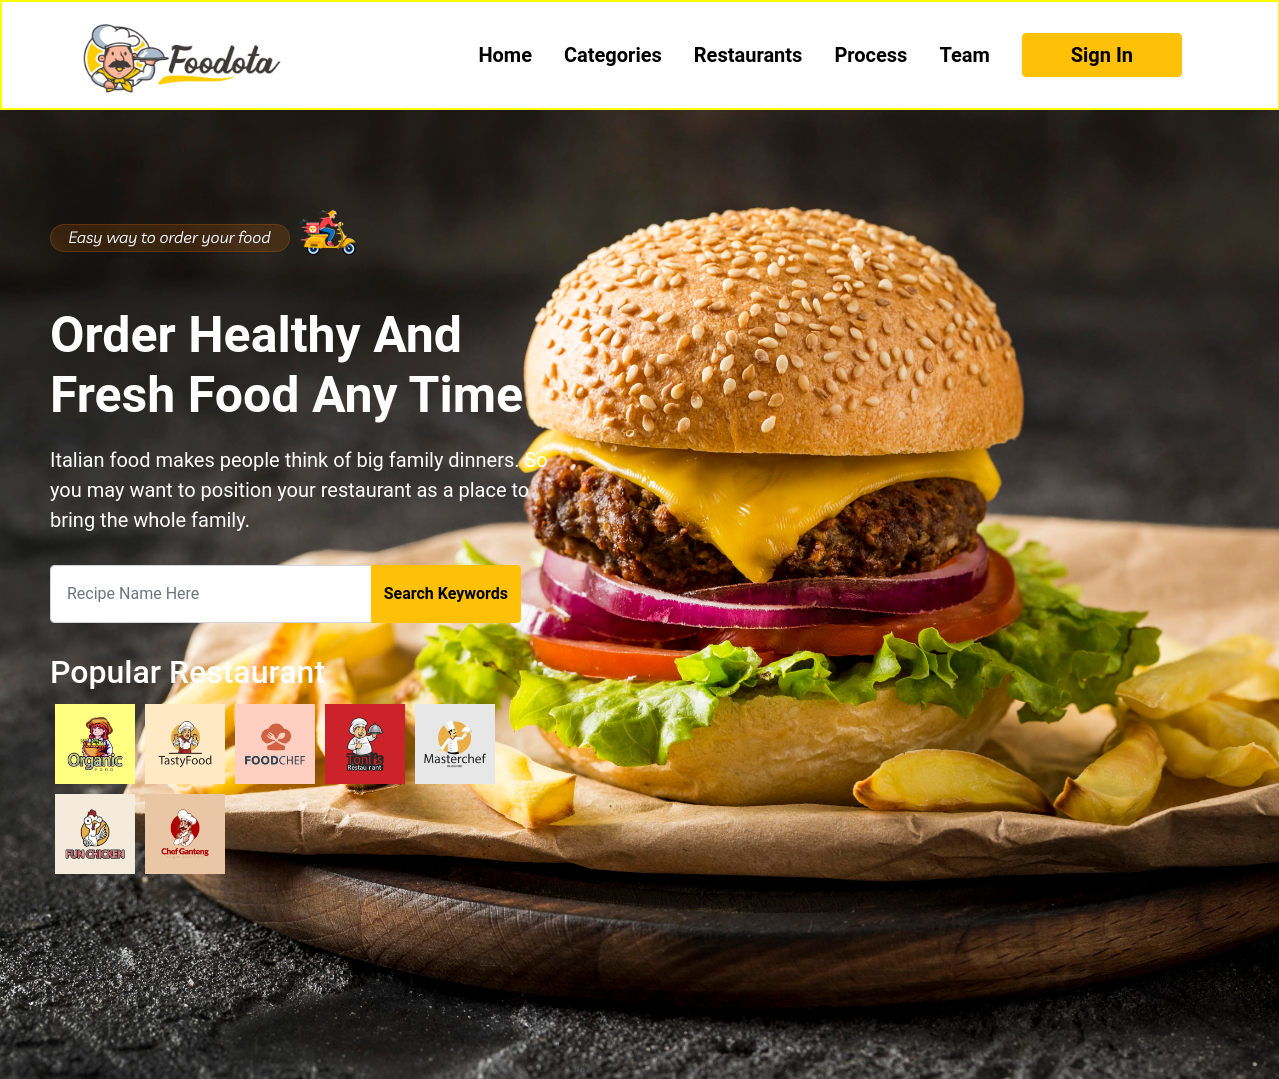 Foodota
Home Categories Restaurants Process Team Sign In
Easy way to order your food
Order Healthy And
Fresh Food Any Time
Italian food makes people think of big family dinners. So
you may want to position your restaurant as a place to
bring the whole family.
Recipe Name Here Search Keywords
Popular Restaurant
Organic
FOOD
TastyFood
FOODCHEF
Toni's
Restaurant
Masterchef
FUN CHICKEN
Chef Ganteng